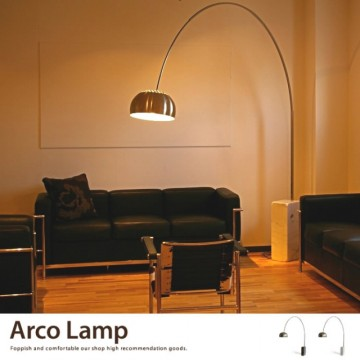 Arco Lamp
Foppish and comfortable our shop high recommendation goods.